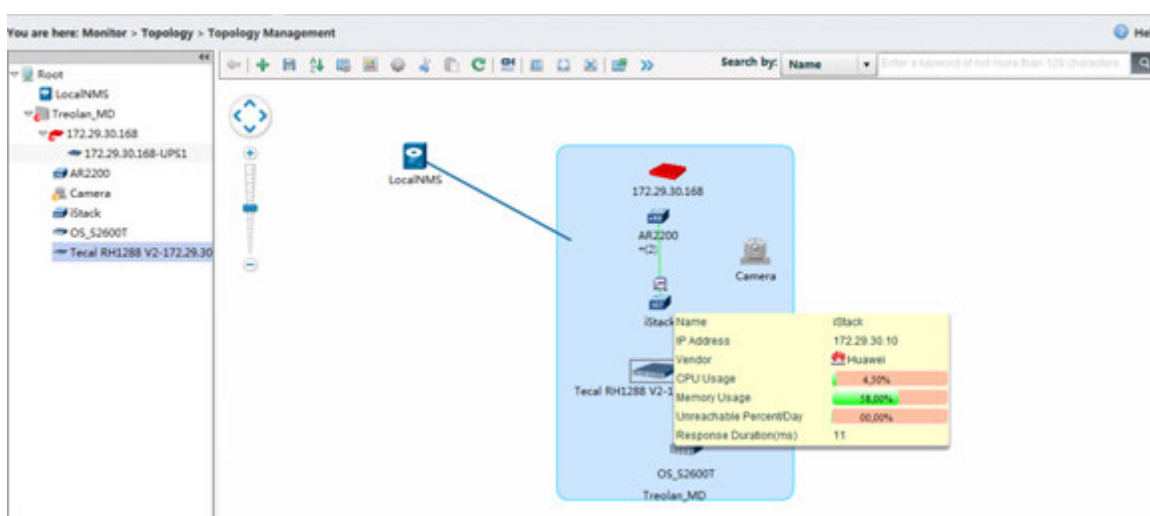 You are here: Monitor > Topology > Topology Management
Hel
Search by: Name
Enter a keyword of not more than 128 characters
Root
LocalNMS
Treolan_MD
172.29.30.168
172.29.30.168-UPS1
AR2200
Camera
iStack
OS_S2600T
Tecal RH1288 V2-172.29.30
LocalNMS
172.29.30.168
AR2200
+(2)
Camera
iStack
Name iStack
IP Address 172.29.30.10
Vendor Huawei
CPU Usage 4,50%
Tecal RH1288 V2-1
Memory Usage 58,00%
Unreachable Percent/Day 00,00%
Response Duration(ms) 11
OS_S2600T
Treolan_MD